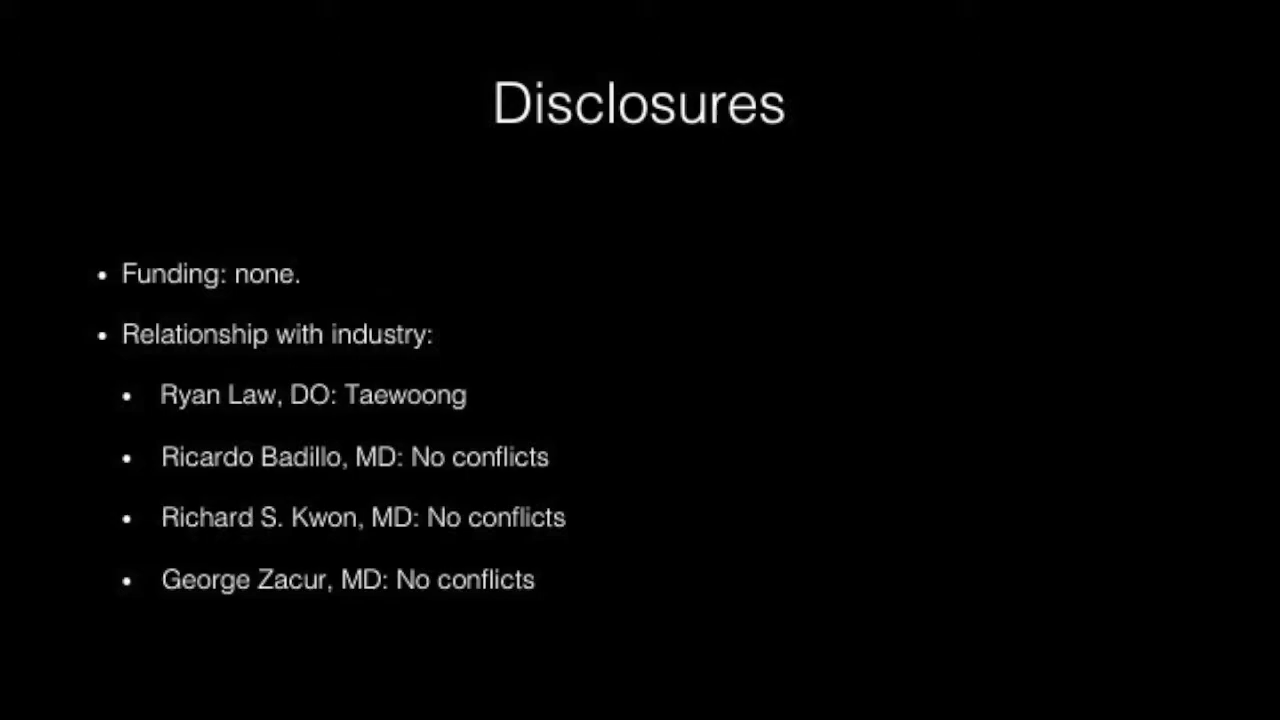 Disclosures
• Funding: none.
• Relationship with industry:
• Ryan Law, DO: Taewoong
• Ricardo Badillo, MD: No conflicts
• Richard S. Kwon, MD: No conflicts
• George Zacur, MD: No conflicts